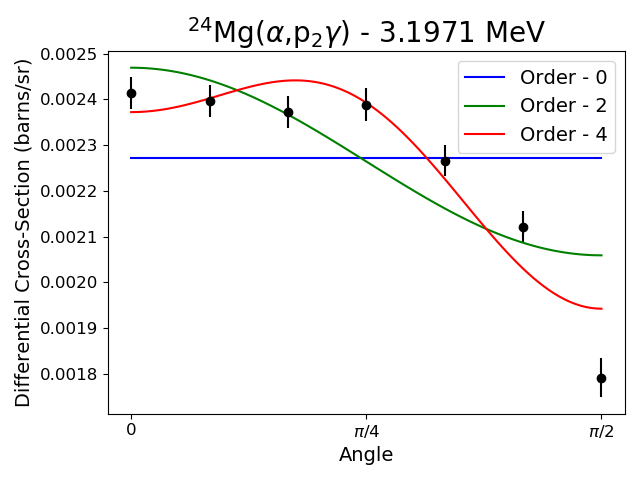 ²⁴Mg(α,p₂γ) - 3.1971 MeV
Differential Cross-Section (barns/sr)
0.0025
0.0024
0.0023
0.0022
0.0021
0.0020
0.0019
0.0018
Order - 0
Order - 2
Order - 4
0
π/4
π/2
Angle